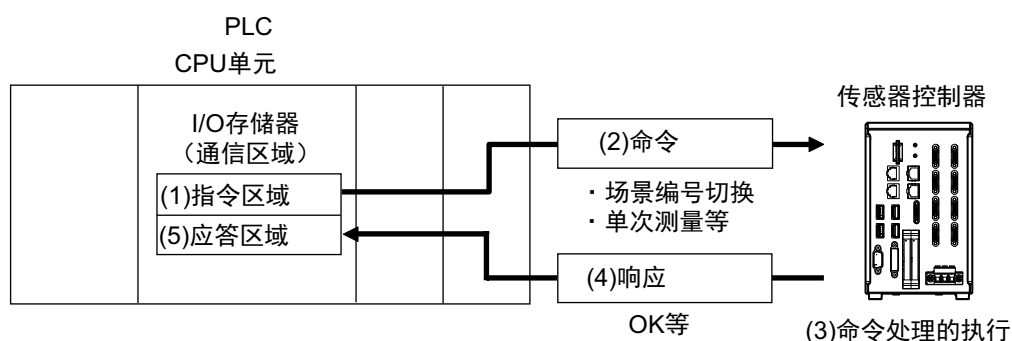 PLC
CPU单元
传感器控制器
I/O存储器
（通信区域）
(1)指令区域
(5)应答区域
(2)命令
・场景编号切换
・单次测量等
(4)响应
OK等
(3)命令处理的执行